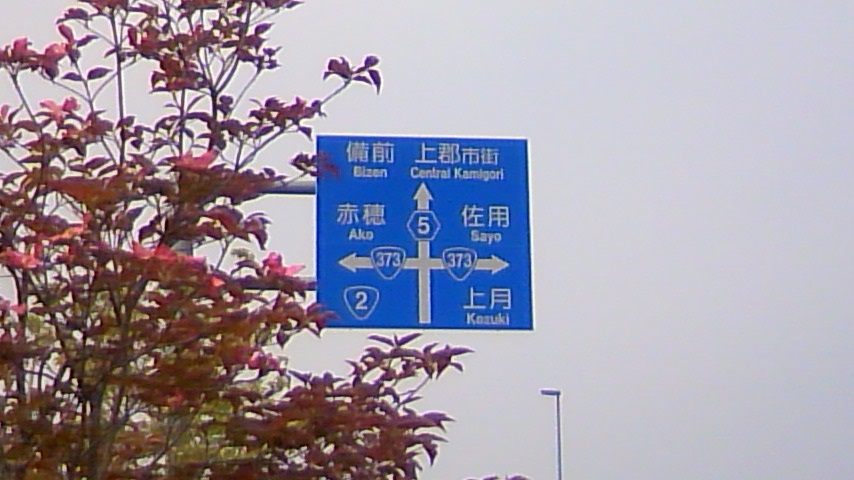 備前 上郡市街
Bizen Central Kamigori
赤穂 5 佐用
Ako Sayo
373 373
2 上月
Kozuki